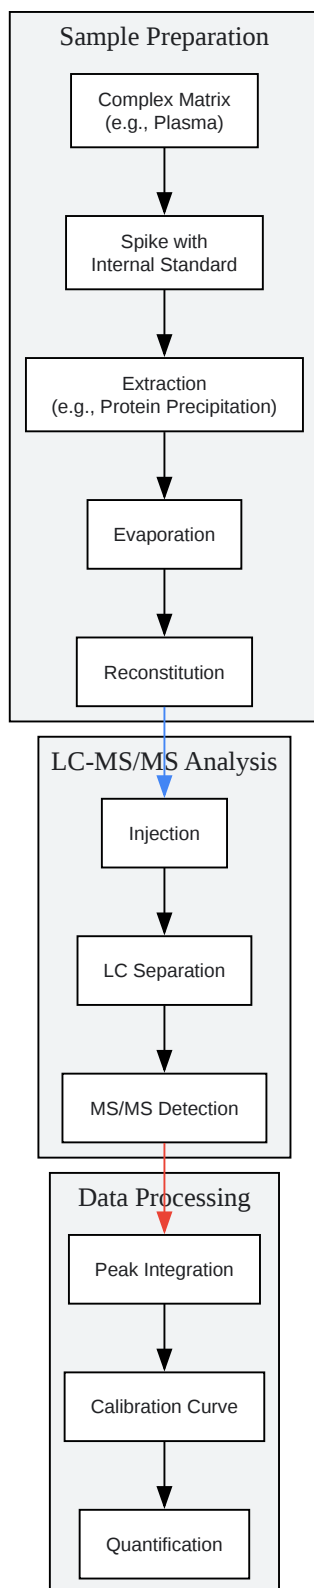 Sample Preparation
Complex Matrix
(e.g., Plasma)
Spike with
Internal Standard
Extraction
(e.g., Protein Precipitation)
Evaporation
Reconstitution
LC-MS/MS Analysis
Injection
LC Separation
MS/MS Detection
Data Processing
Peak Integration
Calibration Curve
Quantification